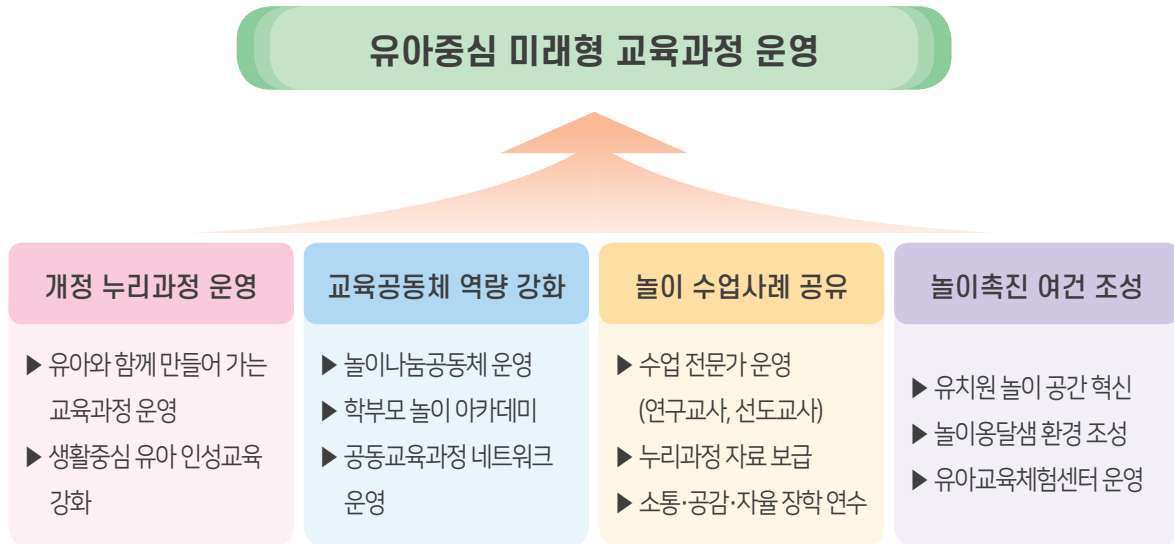 유아중심 미래형 교육과정 운영
개정 누리과정 운영
▶ 유아와 함께 만들어 가는
교육과정 운영
▶ 생활중심 유아 인성교육
강화
교육공동체 역량 강화
▶ 놀이나눔공동체 운영
▶ 학부모 놀이 아카데미
▶ 공동교육과정 네트워크
운영
놀이 수업사례 공유
▶ 수업 전문가 운영
(연구교사, 선도교사)
▶ 누리과정 자료 보급
▶ 소통·공감·자율 장학 연수
놀이촉진 여건 조성
▶ 유치원 놀이 공간 혁신
▶ 놀이옹달샘 환경 조성
▶ 유아교육체험센터 운영